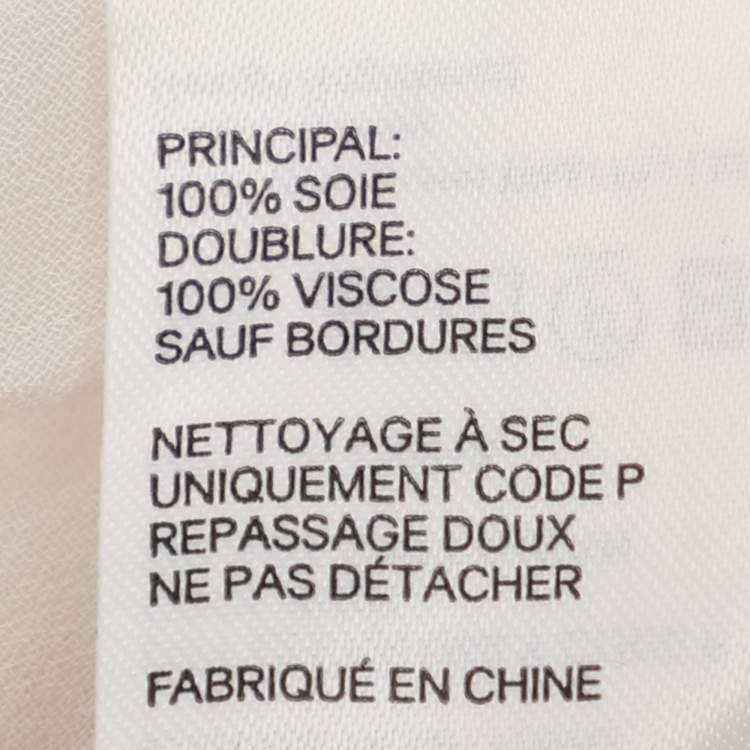 PRINCIPAL:
100% SOIE
DOUBLURE:
100% VISCOSE
SAUF BORDURES
NETTOYAGE À SEC
UNIQUEMENT CODE P
REPASSAGE DOUX
NE PAS DÉTACHER
FABRIQUÉ EN CHINE